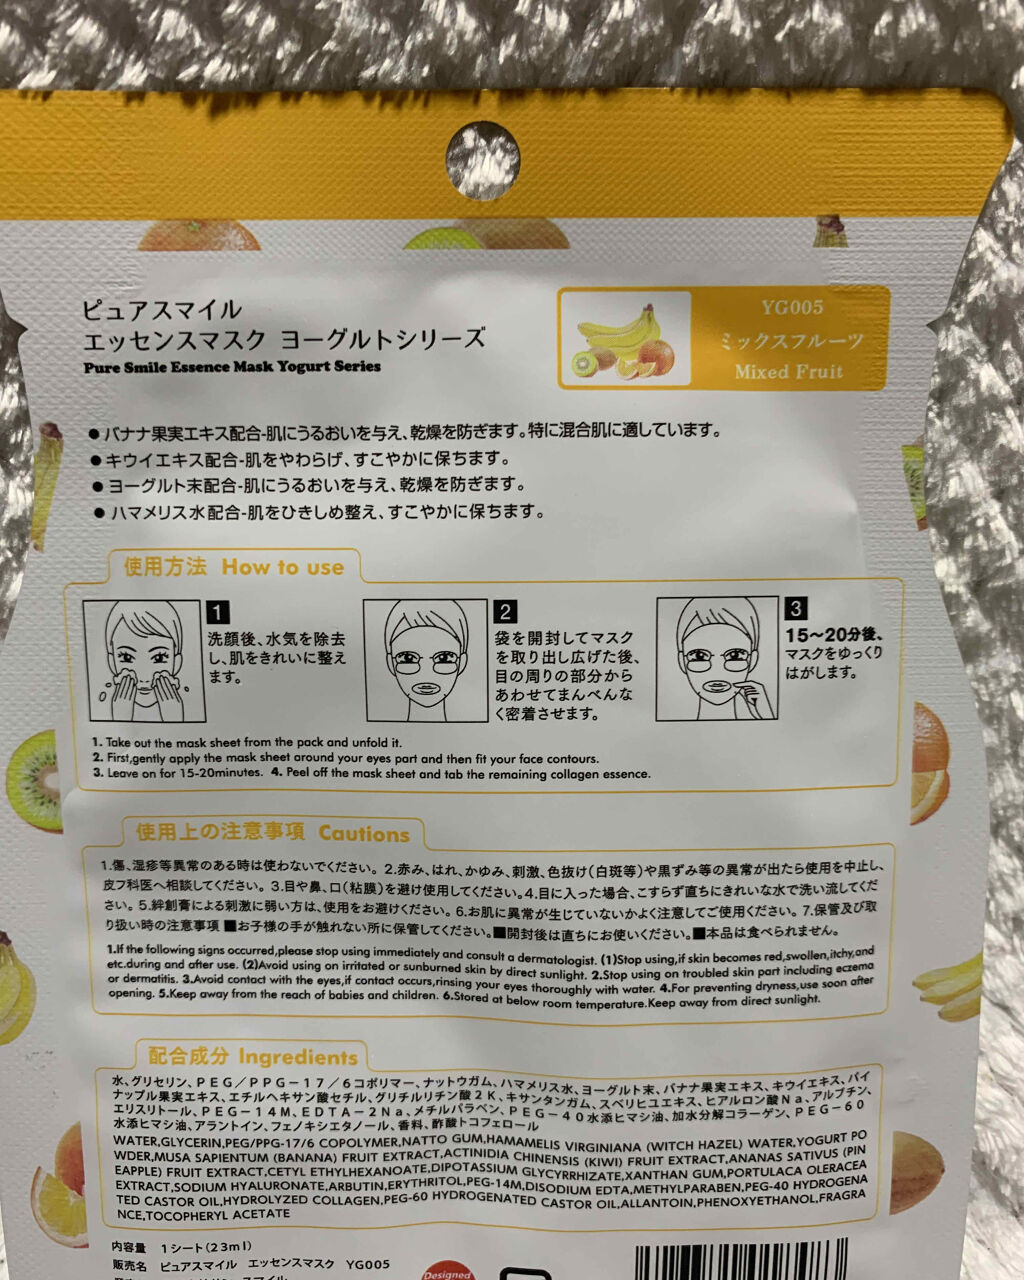 ピュアスマイル
エッセンスマスク ヨーグルトシリーズ
Pure Smile Essence Mask Yogurt Series
YG005
ミックスフルーツ
Mixed Fruit
●バナナ果実エキス配合-肌にうるおいを与え、乾燥を防ぎます。特に混合肌に適しています。
●キウイエキス配合-肌をやわらげ、すこやかに保ちます。
●ヨーグルト末配合-肌にうるおいを与え、乾燥を防ぎます。
●ハマメリス水配合-肌をひきしめ整え、すこやかに保ちます。
使用方法 How to use
1
洗顔後、水気を除去
し、肌をきれいに整え
ます。
2
袋を開封してマスク
を取り出し広げた後、
目の周りの部分から
あわせてまんべんな
く密着させます。
3
15〜20分後、
マスクをゆっくり
はがします。
1. Take out the mask sheet from the pack and unfold it.
2. First,gently apply the mask sheet around your eyes part and then fit your face contours.
3. Leave on for 15-20minutes. 4. Peel off the mask sheet and tab the remaining collagen essence.
使用上の注意事項 Cautions
1.傷、湿疹等異常のある時は使わないでください。2.赤み、はれ、かゆみ、刺激、色抜け(白斑等)や黒ずみ等の異常が出たら使用を中止し、
皮フ科医へ相談してください。3.目や鼻、口(粘膜)を避け使用してください。4.目に入った場合、こすらず直ちにきれいな水で洗い流してくだ
さい。5.絆創膏による刺激に弱い方は、使用をお避けください。6.お肌に異常が生じていないかよく注意してご使用ください。7.保管及び取
り扱い時の注意事項 ■お子様の手が触れない所に保管してください。■開封後は直ちにお使いください。■本品は食べられません。
1.If the following signs occurred,please stop using immediately and consult a dermatologist. (1)Stop using,if skin becomes red,swollen,itchy,and
etc.during and after use. (2)Avoid using on irritated or sunburned skin by direct sunlight. 2.Stop using on troubled skin part including eczema
or dermatitis. 3.Avoid contact with the eyes,if contact occurs,rinsing your eyes thoroughly with water. 4.For preventing dryness,use soon after
opening. 5.Keep away from the reach of babies and children. 6.Stored at below room temperature.Keep away from direct sunlight.
配合成分 Ingredients
水、グリセリン、PEG/PPG-17/6コポリマー、ナットウガム、ハマメリス水、ヨーグルト末、バナナ果実エキス、キウイエキス、パイ
ナップル果実エキス、エチルヘキサン酸セチル、グリチルリチン酸2K、キサンタンガム、スベリヒユエキス、ヒアルロン酸Na、アルブチン、
エリスリトール、PEG-14M、EDTA-2Na、メチルパラベン、PEG-40水添ヒマシ油、加水分解コラーゲン、PEG-60
水添ヒマシ油、アラントイン、フェノキシエタノール、香料、酢酸トコフェロール
WATER,GLYCERIN,PEG/PPG-17/6 COPOLYMER,NATTO GUM,HAMAMELIS VIRGINIANA (WITCH HAZEL) WATER,YOGURT PO
WDER,MUSA SAPIENTUM (BANANA) FRUIT EXTRACT,ACTINIDIA CHINENSIS (KIWI) FRUIT EXTRACT,ANANAS SATIVUS (PIN
EAPPLE) FRUIT EXTRACT,CETYL ETHYLHEXANOATE,DIPOTASSIUM GLYCYRRHIZATE,XANTHAN GUM,PORTULACA OLERACEA
EXTRACT,SODIUM HYALURONATE,ARBUTIN,ERYTHRITOL,PEG-14M,DISODIUM EDTA,METHYLPARABEN,PEG-40 HYDROGENA
TED CASTOR OIL,HYDROLYZED COLLAGEN,PEG-60 HYDROGENATED CASTOR OIL,ALLANTOIN,PHENOXYETHANOL,FRAGRA
NCE,TOCOPHERYL ACETATE
内容量 1シート(23ml)
販売名 ピュアスマイル エッセンスマスク YG005
Designed